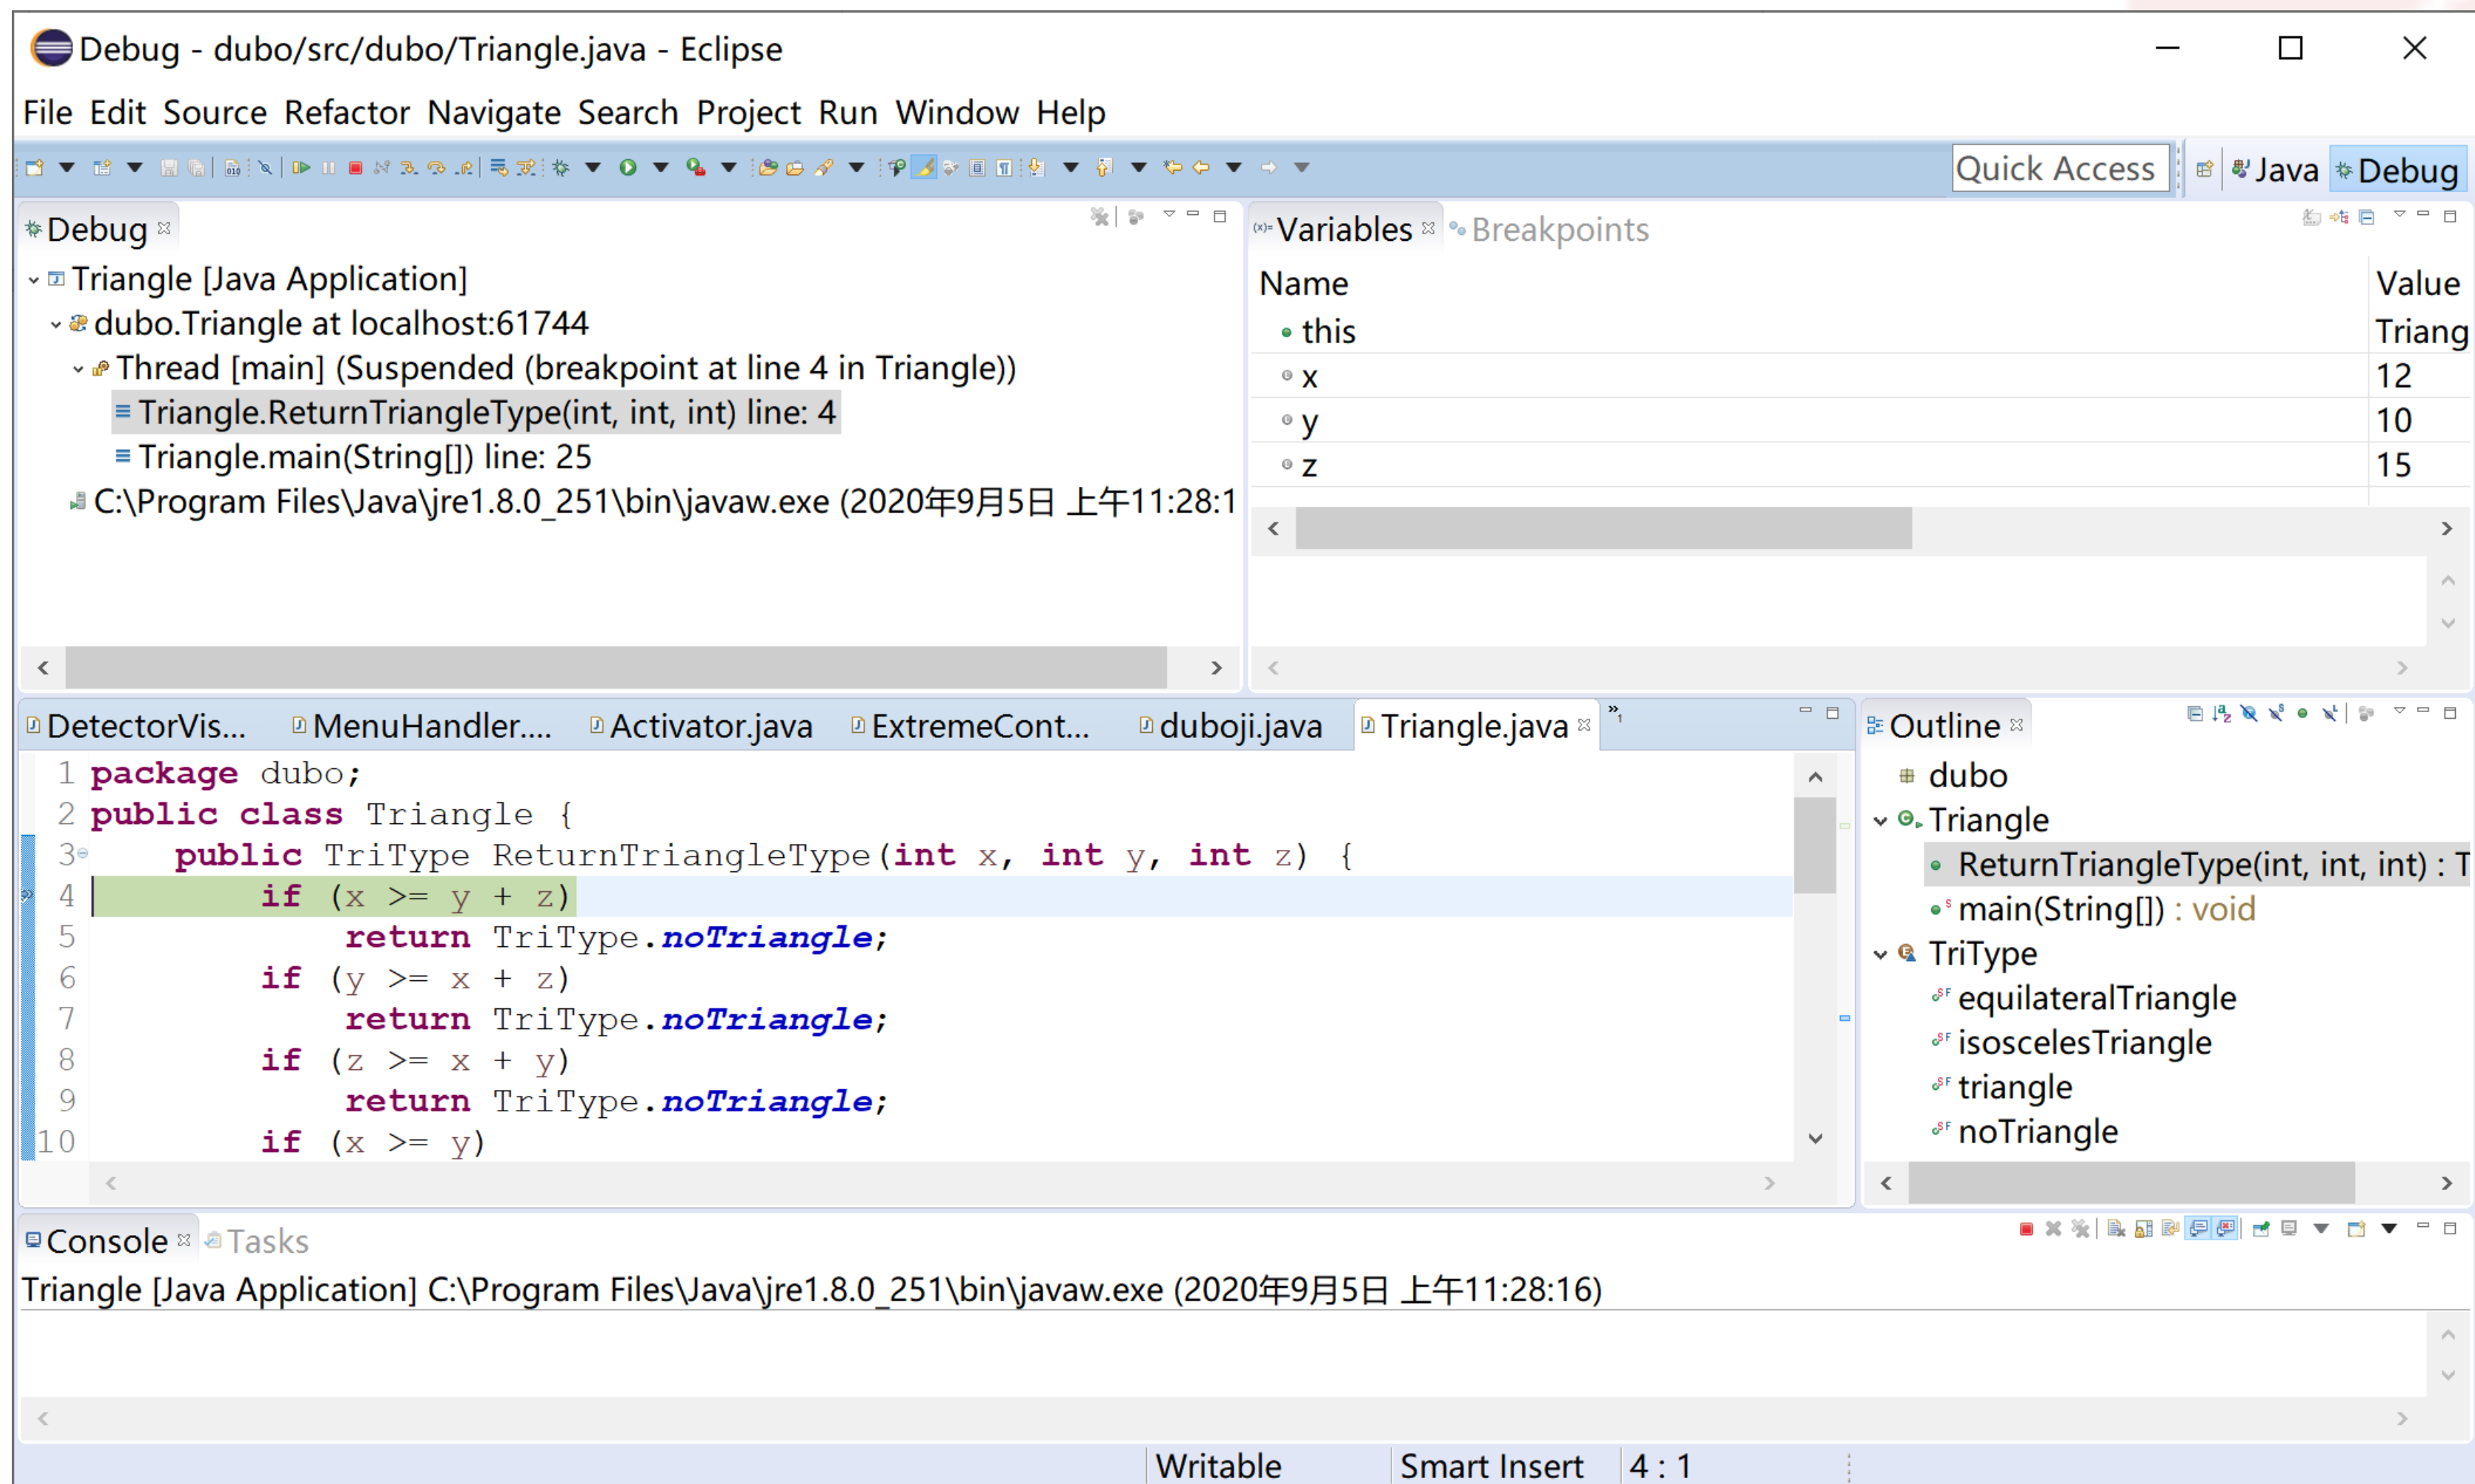 Debug - dubo/src/dubo/Triangle.java - Eclipse
File Edit Source Refactor Navigate Search Project Run Window Help
Quick Access Java Debug
Debug
Triangle [Java Application]
dubo.Triangle at localhost:61744
Thread [main] (Suspended (breakpoint at line 4 in Triangle))
Triangle.ReturnTriangleType(int, int, int) line: 4
Triangle.main(String[]) line: 25
C:\Program Files\Java\jre1.8.0_251\bin\javaw.exe (2020年9月5日 上午11:28:1
(x)= Variables Breakpoints
Name Value
this Triang
x 12
y 10
z 15
DetectorVis... MenuHandler.... Activator.java ExtremeCont... duboji.java Triangle.java »1
1 package dubo;
2 public class Triangle {
3 public TriType ReturnTriangleType(int x, int y, int z) {
4 if (x >= y + z)
5 return TriType.noTriangle;
6 if (y >= x + z)
7 return TriType.noTriangle;
8 if (z >= x + y)
9 return TriType.noTriangle;
10 if (x >= y)
Outline
dubo
Triangle
ReturnTriangleType(int, int, int) : T
main(String[]) : void
TriType
equilateralTriangle
isoscelesTriangle
triangle
noTriangle
Console Tasks
Triangle [Java Application] C:\Program Files\Java\jre1.8.0_251\bin\javaw.exe (2020年9月5日 上午11:28:16)
Writable Smart Insert 4 : 1